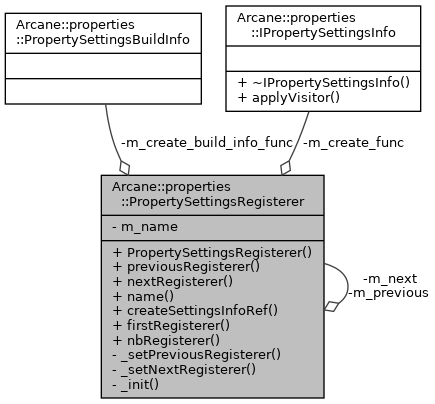 Arcane::properties
::PropertySettingsBuildInfo
Arcane::properties
::IPropertySettingsInfo
+ ~IPropertySettingsInfo()
+ applyVisitor()
-m_create_build_info_func
-m_create_func
Arcane::properties
::PropertySettingsRegisterer
- m_name
+ PropertySettingsRegisterer()
+ previousRegisterer()
+ nextRegisterer()
+ name()
+ createSettingsInfoRef()
+ firstRegisterer()
+ nbRegisterer()
- _setPreviousRegisterer()
- _setNextRegisterer()
- _init()
-m_next
-m_previous